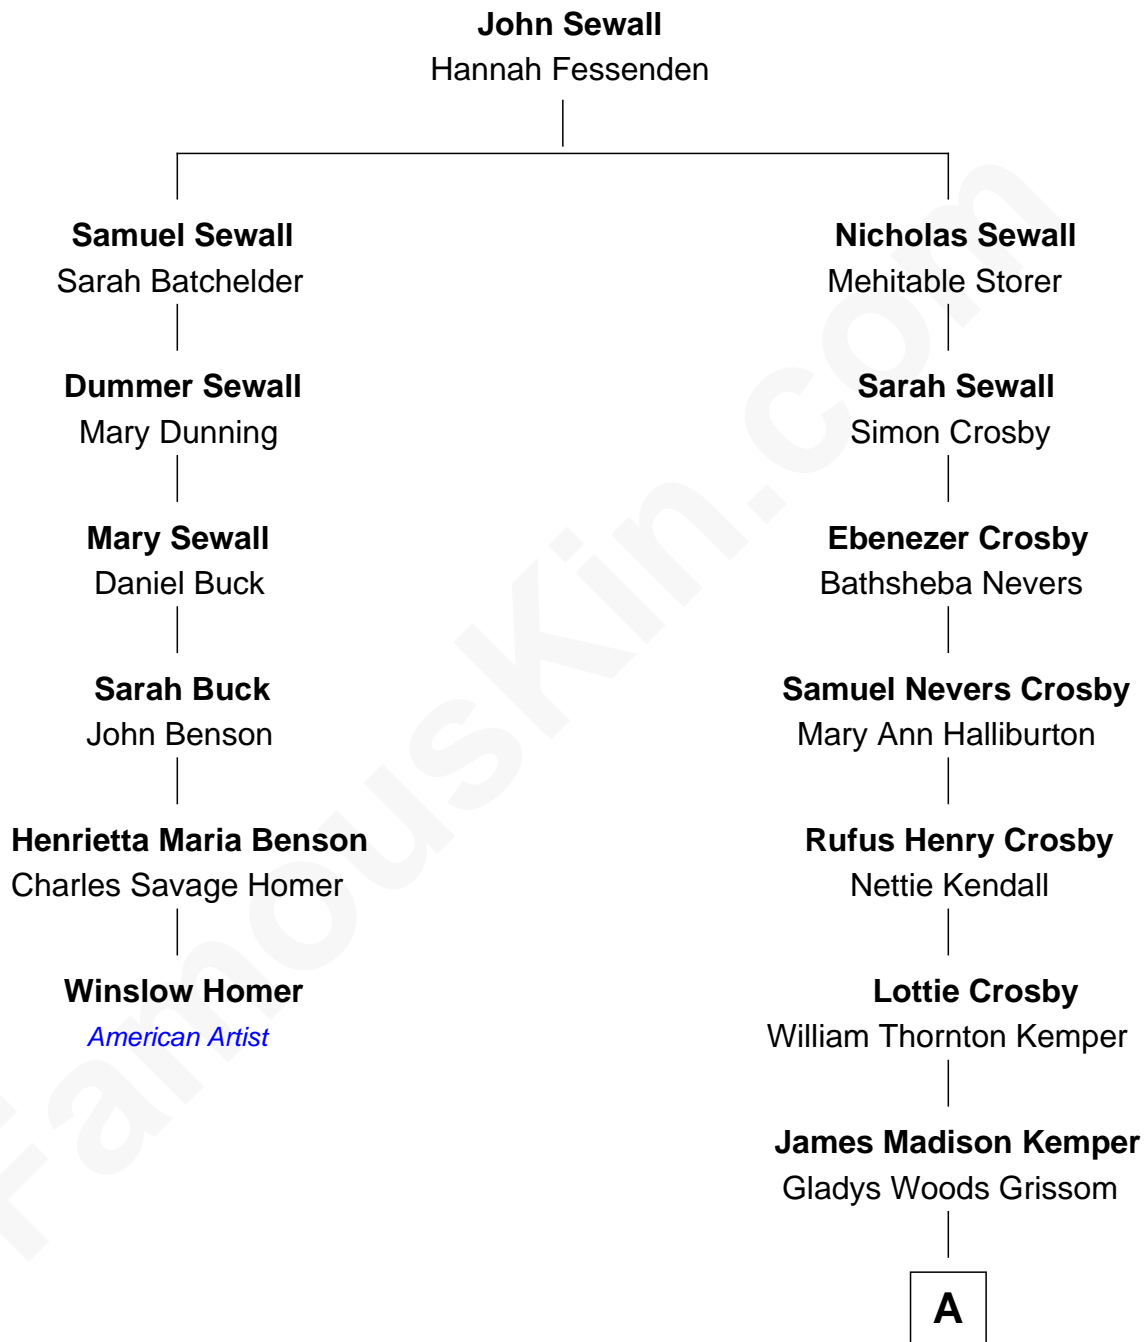 John Sewall
Hannah Fessenden
Samuel Sewall
Sarah Batchelder
Dummer Sewall
Mary Dunning
Mary Sewall
Daniel Buck
Sarah Buck
John Benson
Henrietta Maria Benson
Charles Savage Homer
Winslow Homer
American Artist
Nicholas Sewall
Mehitable Storer
Sarah Sewall
Simon Crosby
Ebenezer Crosby
Bathsheba Nevers
Samuel Nevers Crosby
Mary Ann Halliburton
Rufus Henry Crosby
Nettie Kendall
Lottie Crosby
William Thornton Kemper
James Madison Kemper
Gladys Woods Grissom
A
FamousKin.com